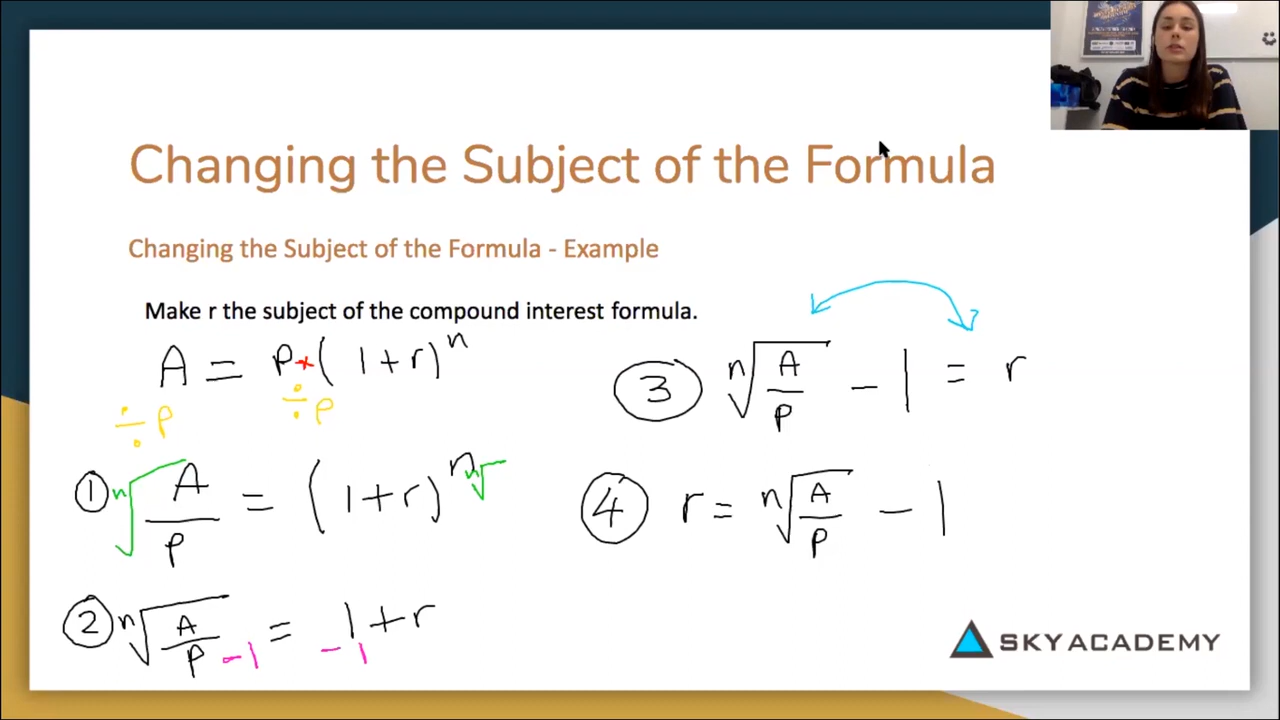 Changing the Subject of the Formula
Changing the Subject of the Formula - Example
Make r the subject of the compound interest formula.
A = P × (1 + r)^n
÷ P ÷ P
① ⁿ√ A/P = (1 + r)^n ⁿ√
② ⁿ√(A/P) - 1 = 1 + r - 1
③ ⁿ√(A/P) - 1 = r
④ r = ⁿ√(A/P) - 1
SKY ACADEMY